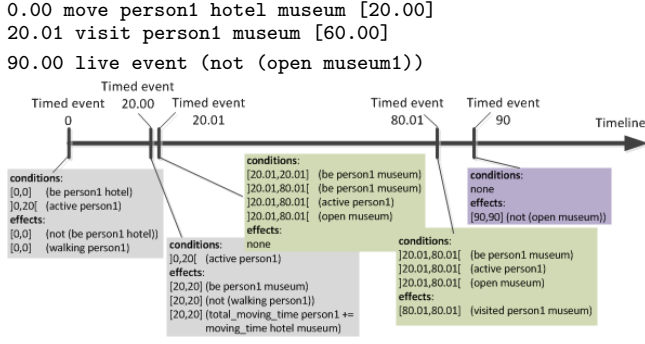 0.00 move person1 hotel museum [20.00]
20.01 visit person1 museum [60.00]
90.00 live event (not (open museum1))
Timed event
Timed event 20.00 Timed event
0 20.01
Timed event Timed event
80.01 90
Timeline
conditions:
[0,0] (be person1 hotel)
]0,20[ (active person1)
effects:
[0,0] (not (be person1 hotel))
[0,0] (walking person1)
conditions:
]0,20[ (active person1)
effects:
[20,20] (be person1 museum)
[20,20] (not (walking person1))
[20,20] (total_moving_time person1 +=
moving_time hotel museum)
conditions:
[20.01,20.01] (be person1 museum)
]20.01,80.01[ (be person1 museum)
]20.01,80.01[ (active person1)
]20.01,80.01[ (open museum)
effects:
none
conditions:
]20.01,80.01[ (be person1 museum)
]20.01,80.01[ (active person1)
]20.01,80.01[ (open museum)
effects:
[80.01,80.01] (visited person1 museum)
conditions:
none
effects:
[90,90] (not (open museum))